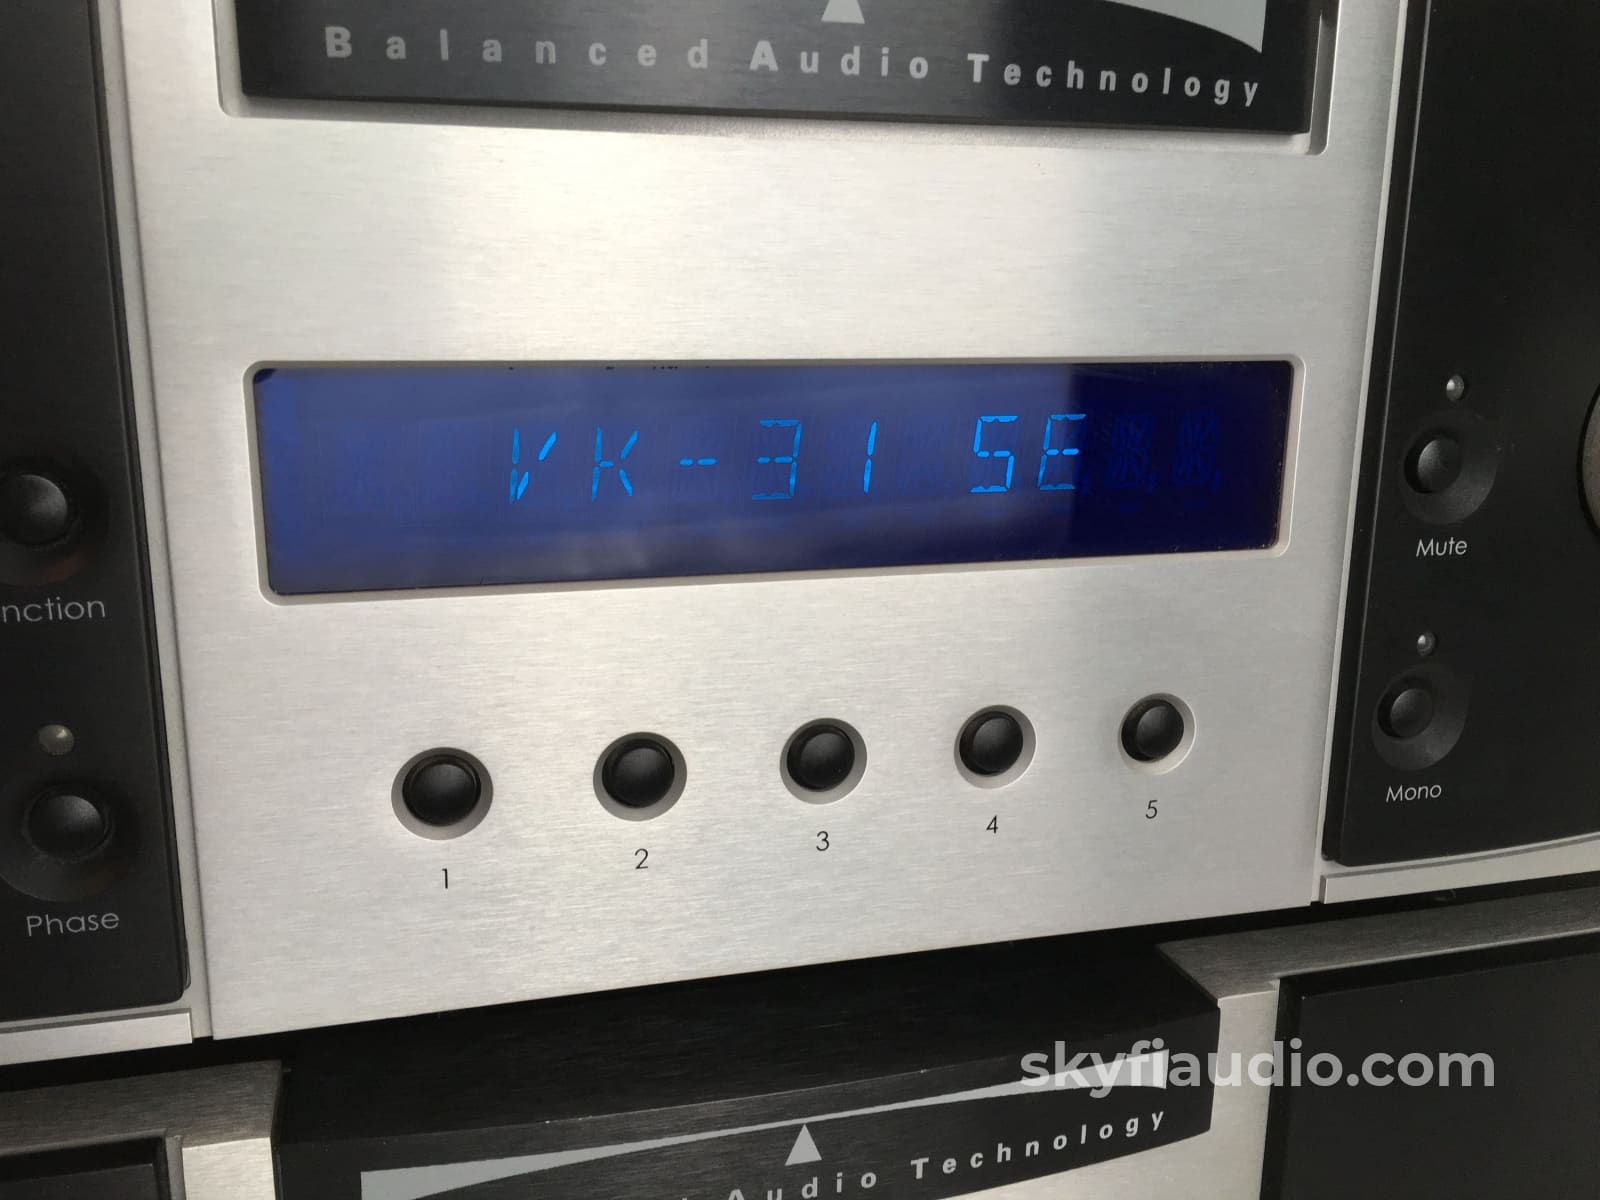 Balanced Audio Technology
VK-31 SE
Mute
nction
Mono
1 2 3 4 5
Phase
skyfiaudio.com
Audio Technology